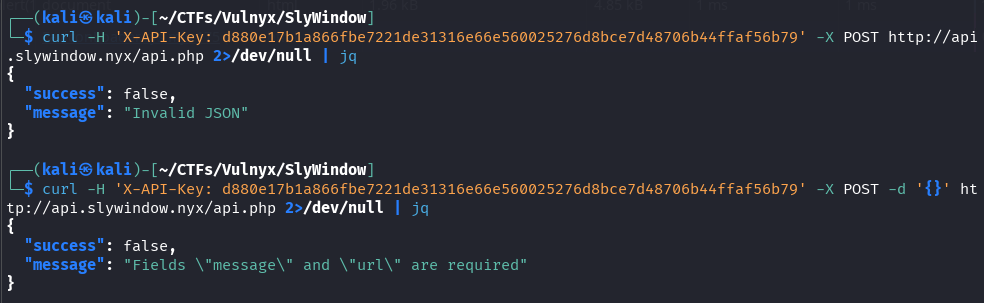 ┌──(kali㉿kali)-[~/CTFs/Vulnyx/SlyWindow]
└─$ curl -H 'X-API-Key: d880e17b1a866fbe7221de31316e66e560025276d8bce7d48706b44ffaf56b79' -X POST http://api
.slywindow.nyx/api.php 2>/dev/null | jq
{
  "success": false,
  "message": "Invalid JSON"
}
┌──(kali㉿kali)-[~/CTFs/Vulnyx/SlyWindow]
└─$ curl -H 'X-API-Key: d880e17b1a866fbe7221de31316e66e560025276d8bce7d48706b44ffaf56b79' -X POST -d '{}' ht
tp://api.slywindow.nyx/api.php 2>/dev/null | jq
{
  "success": false,
  "message": "Fields \"message\" and \"url\" are required"
}